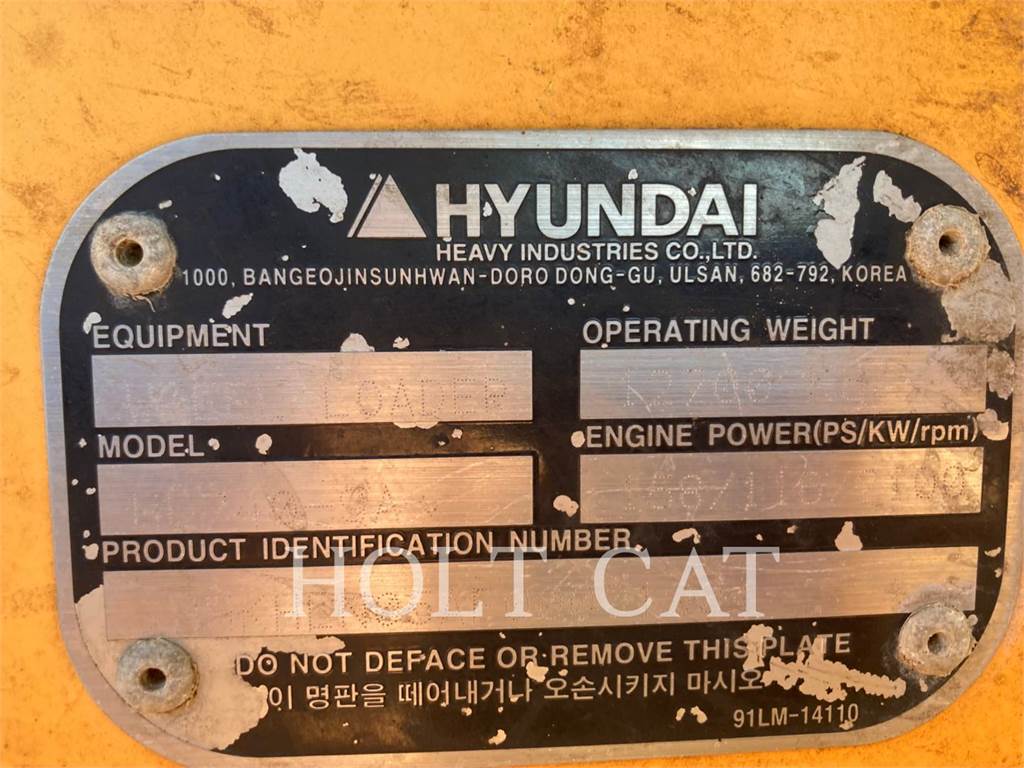 HYUNDAI
HEAVY INDUSTRIES CO.,LTD.
1000, BANGEOJINSUNHWAN-DORO DONG-GU, ULSAN, 682-792, KOREA
EQUIPMENT
OPERATING WEIGHT
LOADER
MODEL
ENGINE POWER(PS/KW/rpm)
PRODUCT IDENTIFICATION NUMBER
HOLT CAT
DO NOT DEFACE OR REMOVE THIS PLATE
이 명판을 떼어내거나 오손시키지 마시오
91LM-14110